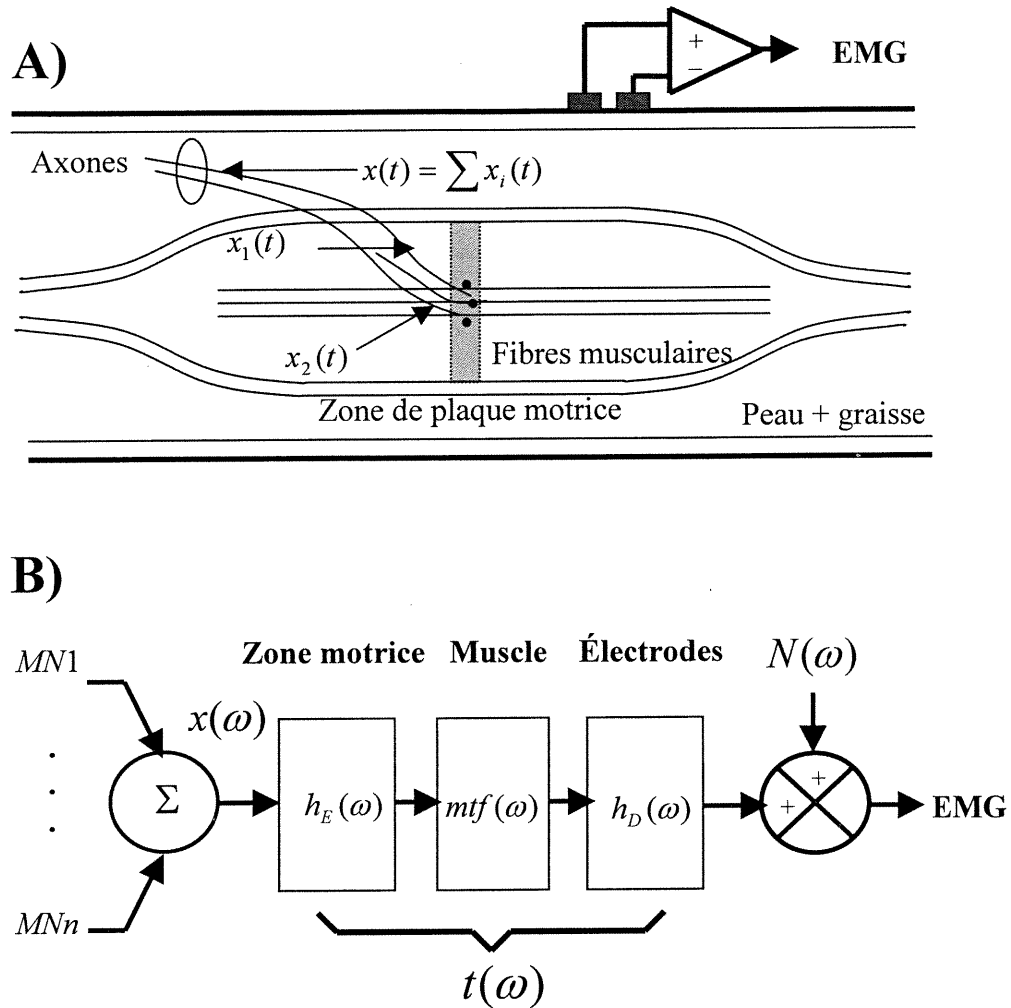 A)
+
−
EMG
Axones
x(t) = ∑ x_i(t)
x_1(t)
x_2(t)
Fibres musculaires
Zone de plaque motrice
Peau + graisse
B)
MN1
Zone motrice
Muscle
Électrodes
N(ω)
x(ω)
.
.
.
Σ
h_E(ω)
mtf(ω)
h_D(ω)
+
+
EMG
MNn
t(ω)